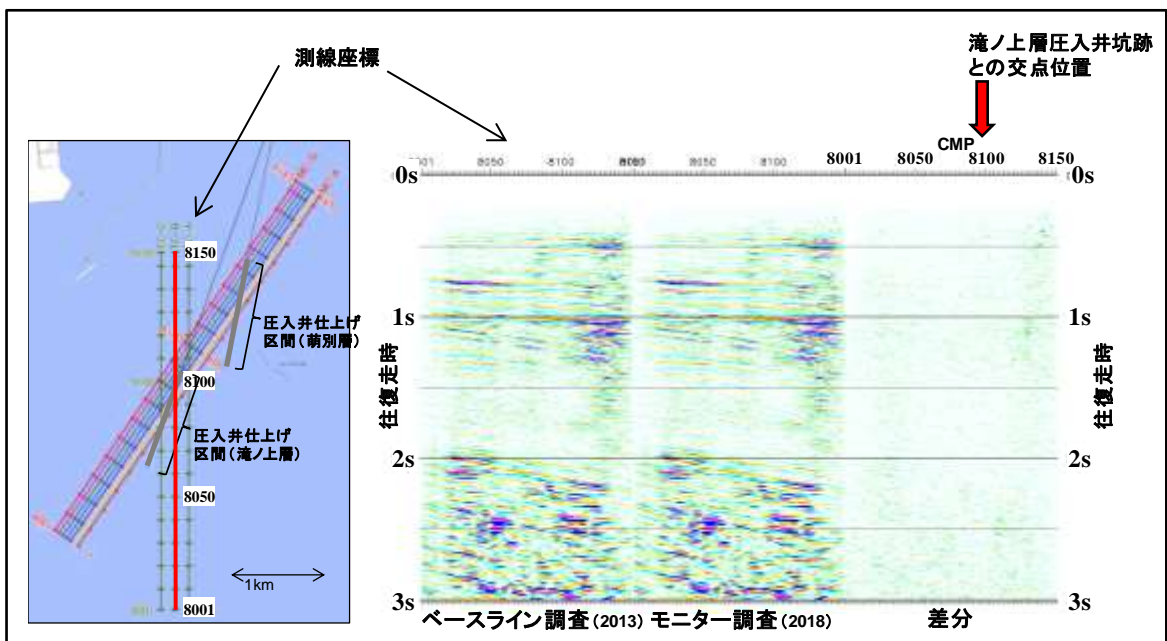 滝ノ上層圧入井坑跡
との交点位置
測線座標
CMP
8050
8100
8050
8100
8001
8050
8100
8150
0s
0s
1s
1s
2s
2s
3s
3s
往復走時
往復走時
8150
圧入井仕上げ
区間(萌別層)
8100
圧入井仕上げ
区間(滝ノ上層)
8050
1km
8001
ベースライン調査(2013)
モニター調査(2018)
差分